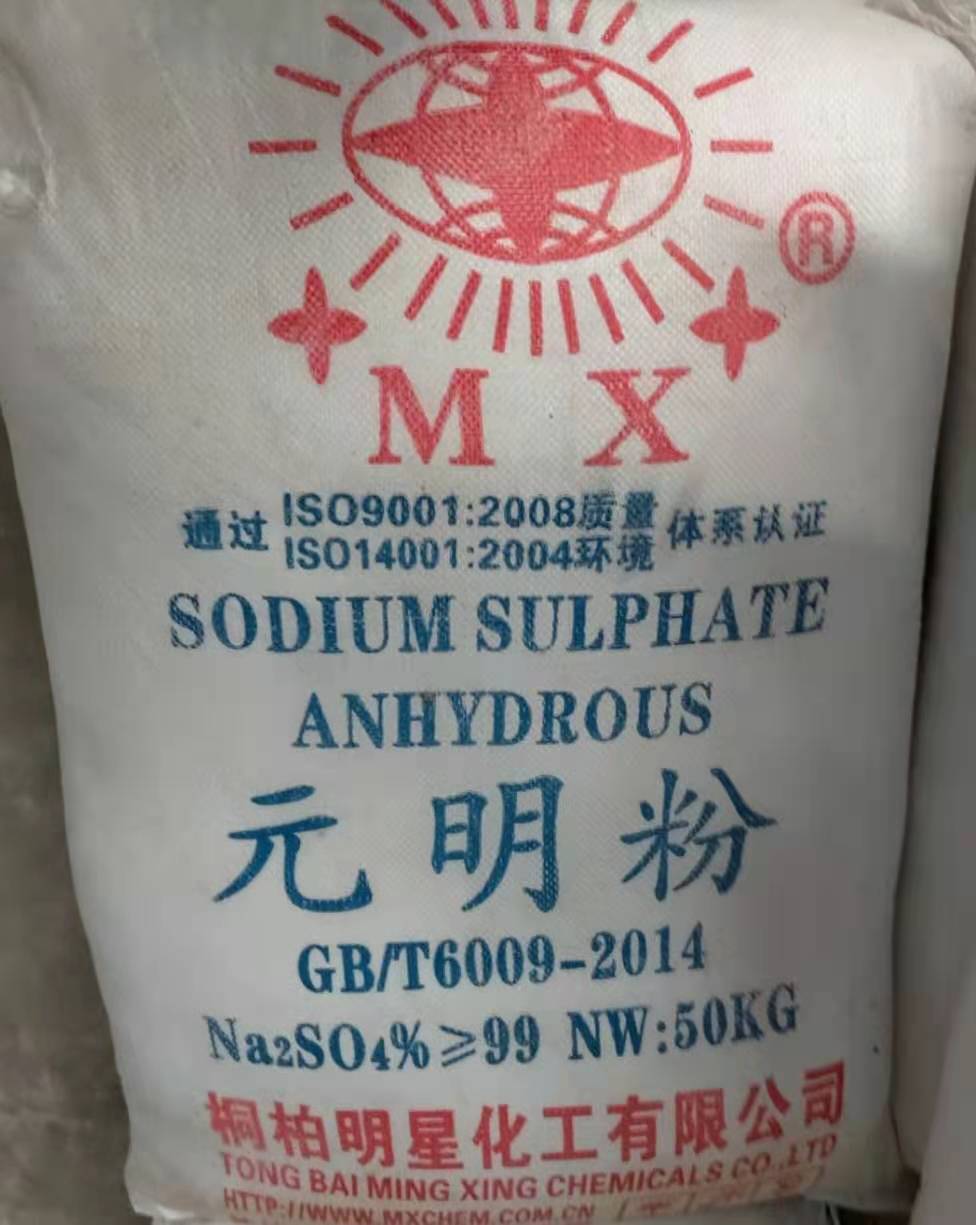 ®
M X
通过 ISO9001:2008质量 体系认证
ISO14001:2004环境
SODIUM SULPHATE
ANHYDROUS
元明粉
GB/T6009-2014
Na₂SO₄%≥99 NW:50KG
桐柏明星化工有限公司
TONG BAI MING XING CHEMICALS CO.,LTD
HTTP://WWW.MXCHEM.COM.CN